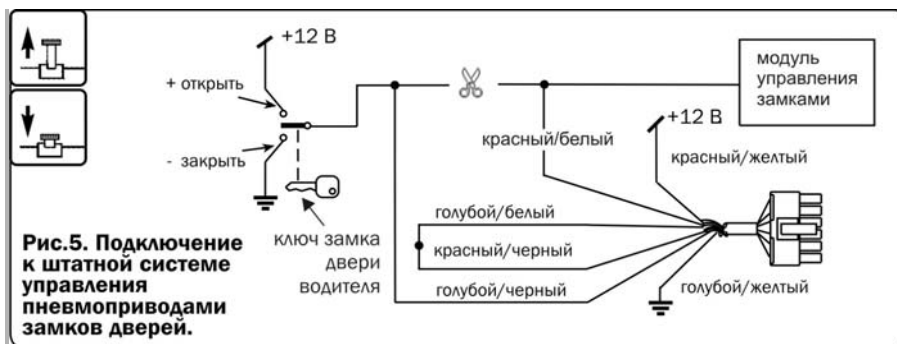 +12 В
+ открыть
- закрыть
ключ замка
двери
водителя
модуль
управления
замками
красный/белый
+12 В
красный/желтый
голубой/белый
красный/черный
голубой/черный
голубой/желтый
Рис.5. Подключение
к штатной системе
управления
пневмоприводами
замков дверей.